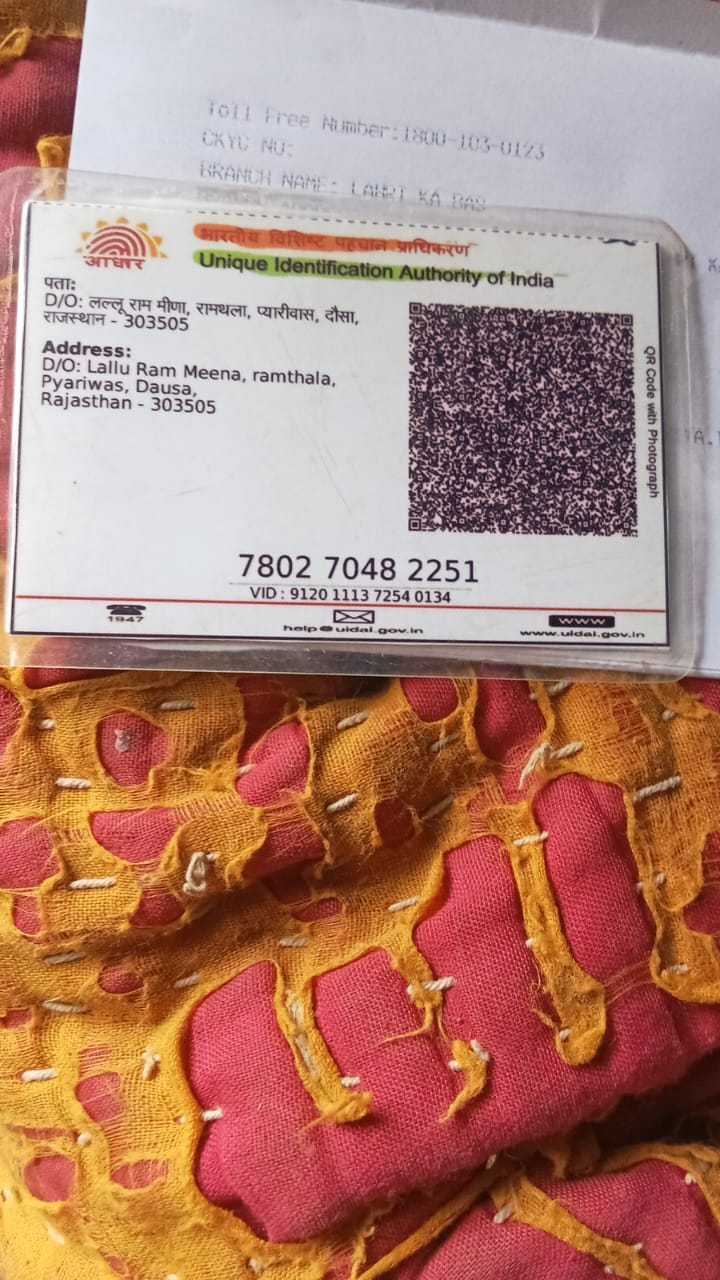 Toll Free Number:1800-103-0123
CKYC NO:
BRANCH NAME: LAHRI KA BAS
आधार
भारतीय विशिष्ट पहचान प्राधिकरण
Unique Identification Authority of India
पता:
D/O: लल्लू राम मीणा, रामथला, प्यारीवास, दौसा,
राजस्थान - 303505
Address:
D/O: Lallu Ram Meena, ramthala,
Pyariwas, Dausa,
Rajasthan - 303505
QR Code with Photograph
7802 7048 2251
VID : 9120 1113 7254 0134
1947
help@uidai.gov.in
www
www.uidai.gov.in